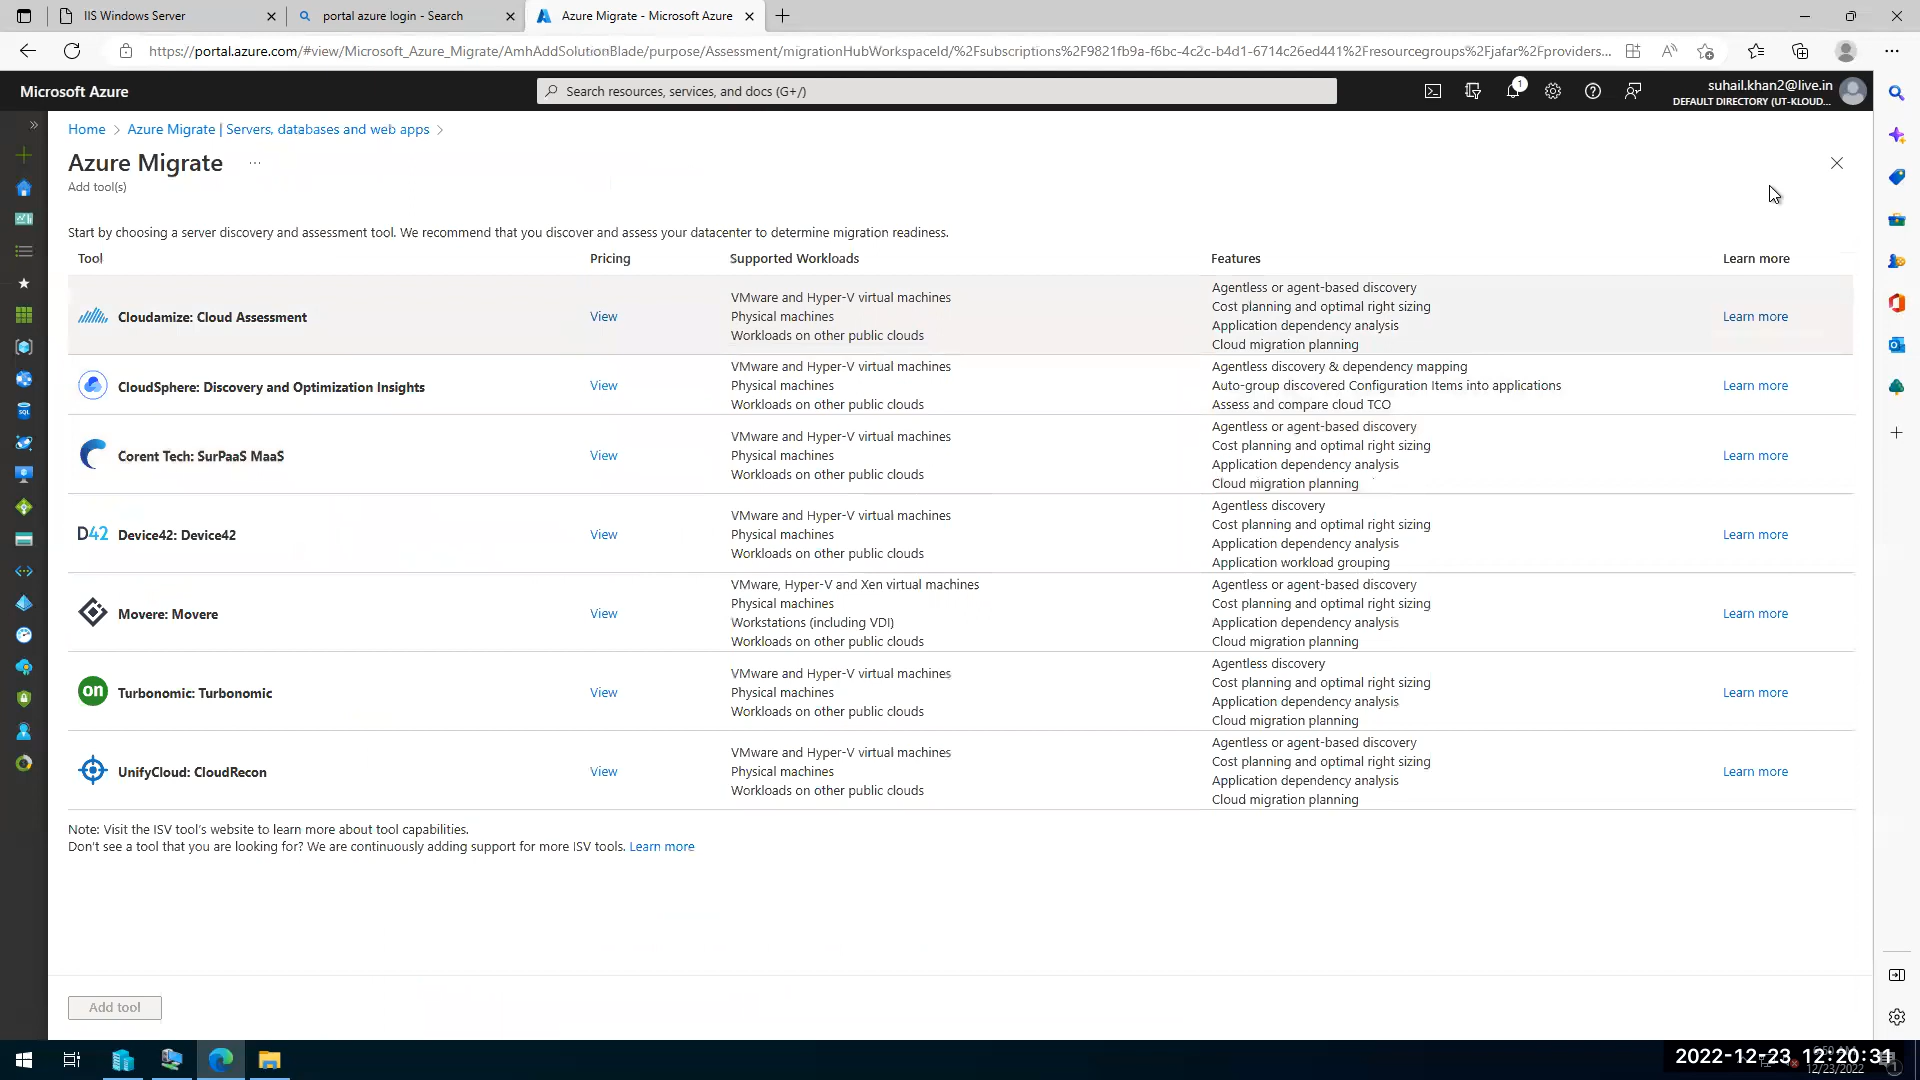 IIS Windows Server
portal azure login - Search
Azure Migrate - Microsoft Azure
https://portal.azure.com/#view/Microsoft_Azure_Migrate/AmhAddSolutionBlade/purpose/Assessment/migrationHubWorkspaceId/%2Fsubscriptions%2F9821fb9a-f6bc-4c2c-b4d1-6714c26ed441%2Fresourcegroups%2Fjafar%2Fproviders...
Microsoft Azure
Search resources, services, and docs (G+/)
1
suhail.khan2@live.in
DEFAULT DIRECTORY (UT-KLOUD...
Home > Azure Migrate | Servers, databases and web apps >
Azure Migrate ...
Add tool(s)
Start by choosing a server discovery and assessment tool. We recommend that you discover and assess your datacenter to determine migration readiness.
Tool Pricing Supported Workloads Features Learn more
Cloudamize: Cloud Assessment
View
VMware and Hyper-V virtual machines
Physical machines
Workloads on other public clouds
Agentless or agent-based discovery
Cost planning and optimal right sizing
Application dependency analysis
Cloud migration planning
Learn more
CloudSphere: Discovery and Optimization Insights
View
VMware and Hyper-V virtual machines
Physical machines
Workloads on other public clouds
Agentless discovery & dependency mapping
Auto-group discovered Configuration Items into applications
Assess and compare cloud TCO
Learn more
Corent Tech: SurPaaS MaaS
View
VMware and Hyper-V virtual machines
Physical machines
Workloads on other public clouds
Agentless or agent-based discovery
Cost planning and optimal right sizing
Application dependency analysis
Cloud migration planning
Learn more
D42 Device42: Device42
View
VMware and Hyper-V virtual machines
Physical machines
Workloads on other public clouds
Agentless discovery
Cost planning and optimal right sizing
Application dependency analysis
Application workload grouping
Learn more
Movere: Movere
View
VMware, Hyper-V and Xen virtual machines
Physical machines
Workstations (including VDI)
Workloads on other public clouds
Agentless or agent-based discovery
Cost planning and optimal right sizing
Application dependency analysis
Cloud migration planning
Learn more
on Turbonomic: Turbonomic
View
VMware and Hyper-V virtual machines
Physical machines
Workloads on other public clouds
Agentless discovery
Cost planning and optimal right sizing
Application dependency analysis
Cloud migration planning
Learn more
UnifyCloud: CloudRecon
View
VMware and Hyper-V virtual machines
Physical machines
Workloads on other public clouds
Agentless or agent-based discovery
Cost planning and optimal right sizing
Application dependency analysis
Cloud migration planning
Learn more
Note: Visit the ISV tool's website to learn more about tool capabilities.
Don't see a tool that you are looking for? We are continuously adding support for more ISV tools. Learn more
Add tool
2022-12-23 12:20:31
12/23/2022